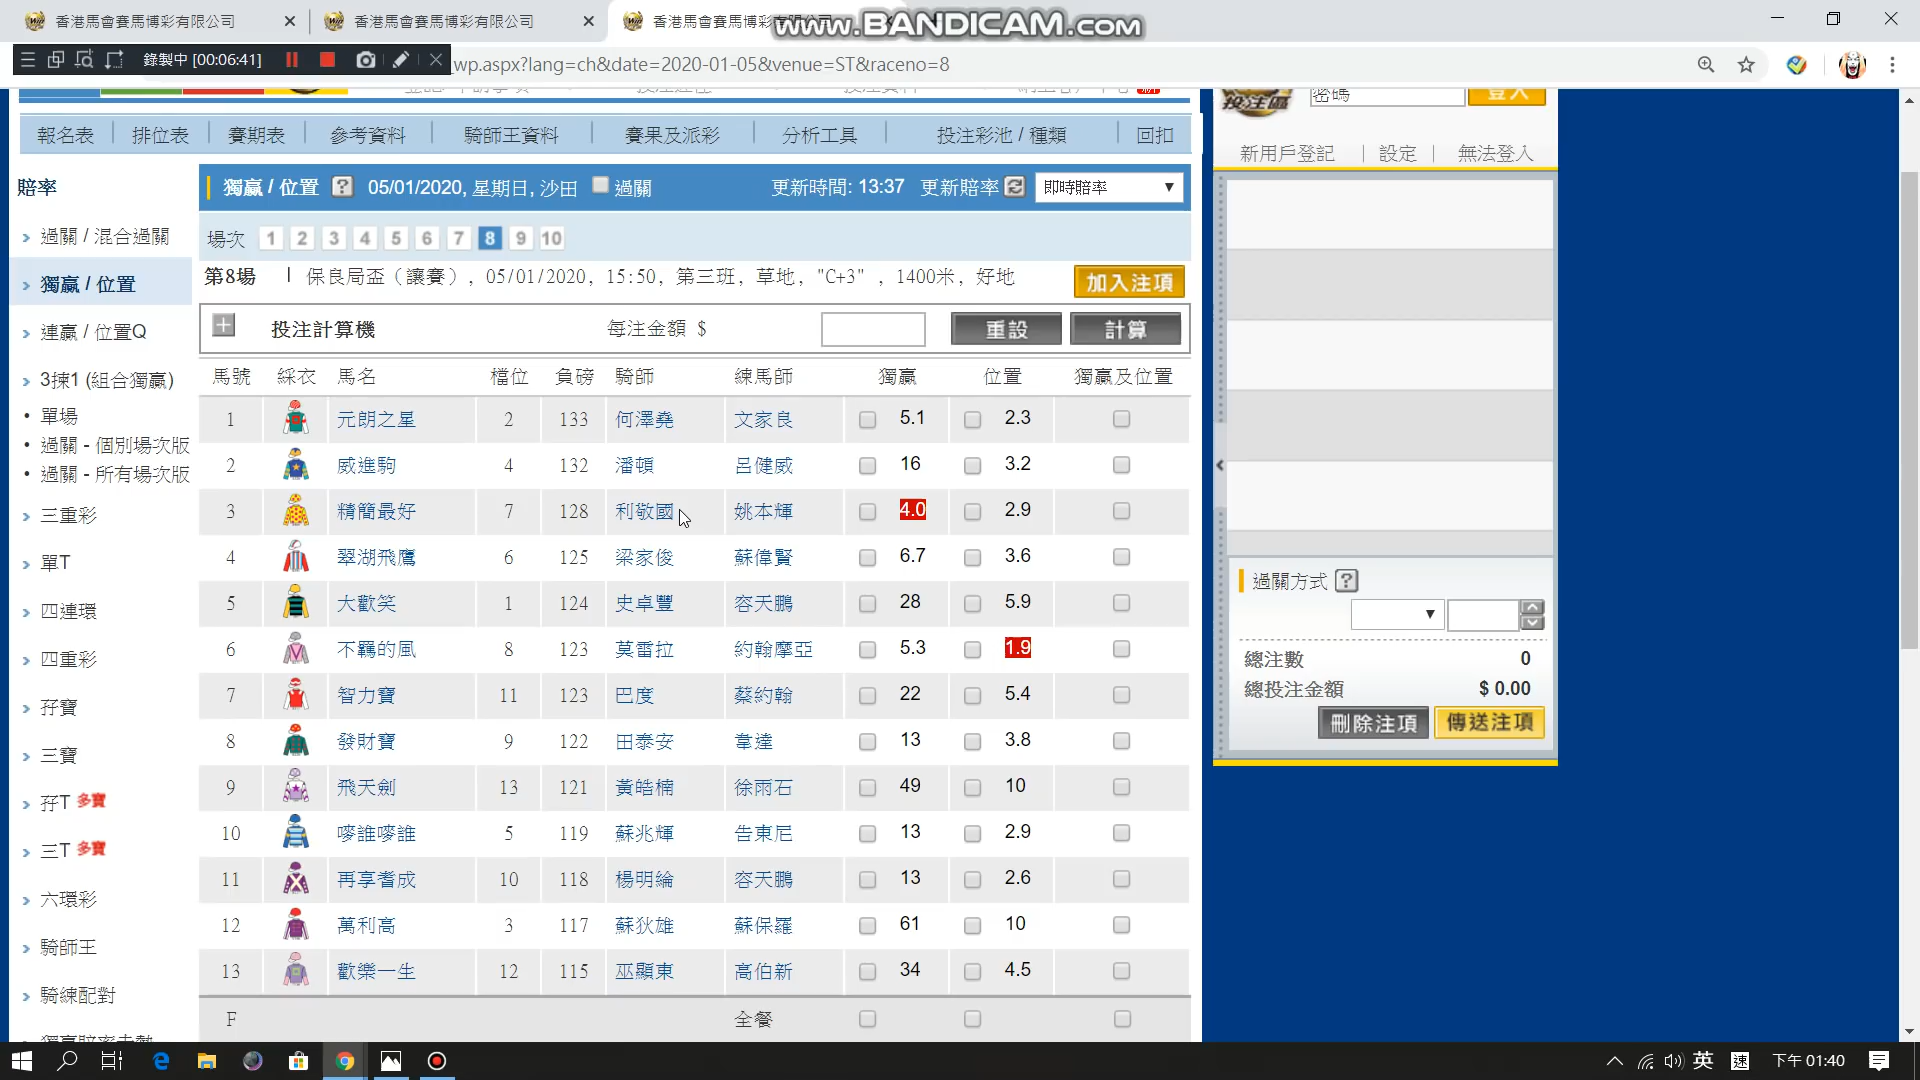 香港馬會賽馬博彩有限公司
香港馬會賽馬博彩有限公司
香港馬會賽馬博彩有限公司
www.BANDICAM.com
錄製中 [00:06:41]
_wp.aspx?lang=ch&date=2020-01-05&venue=ST&raceno=8
投注區
密碼
登入
報名表
排位表
賽期表
參考資料
騎師王資料
賽果及派彩
分析工具
投注彩池 / 種類
回扣
新用戶登記 | 設定 | 無法登入
賠率
獨贏 / 位置 ? 05/01/2020, 星期日, 沙田 過關 更新時間: 13:37 更新賠率 即時賠率
過關 / 混合過關
獨贏 / 位置
連贏 / 位置Q
3揀1 (組合獨贏)
單場
過關 - 個別場次版
過關 - 所有場次版
三重彩
單T
四連環
四重彩
孖寶
三寶
孖T 多寶
三T 多寶
六環彩
騎師王
騎練配對
場次 1 2 3 4 5 6 7 8 9 10
第8場 | 保良局盃（讓賽）, 05/01/2020, 15:50, 第三班, 草地, "C+3" , 1400米, 好地
加入注項
投注計算機 每注金額 $ 重設 計算
馬號 綵衣 馬名 檔位 負磅 騎師 練馬師 獨贏 位置 獨贏及位置
1 元朗之星 2 133 何澤堯 文家良 5.1 2.3
2 威進駒 4 132 潘頓 呂健威 16 3.2
3 精簡最好 7 128 利敬國 姚本輝 4.0 2.9
4 翠湖飛鷹 6 125 梁家俊 蘇偉賢 6.7 3.6
5 大歡笑 1 124 史卓豐 容天鵬 28 5.9
6 不羈的風 8 123 莫雷拉 約翰摩亞 5.3 1.9
7 智力寶 11 123 巴度 蔡約翰 22 5.4
8 發財寶 9 122 田泰安 韋達 13 3.8
9 飛天劍 13 121 黃皓楠 徐雨石 49 10
10 嘜誰嘜誰 5 119 蘇兆輝 告東尼 13 2.9
11 再享耆成 10 118 楊明綸 容天鵬 13 2.6
12 萬利高 3 117 蘇狄雄 蘇保羅 61 10
13 歡樂一生 12 115 巫顯東 高伯新 34 4.5
F 全餐
過關方式 ?
總注數 0
總投注金額 $ 0.00
刪除注項 傳送注項
英 速 下午 01:40